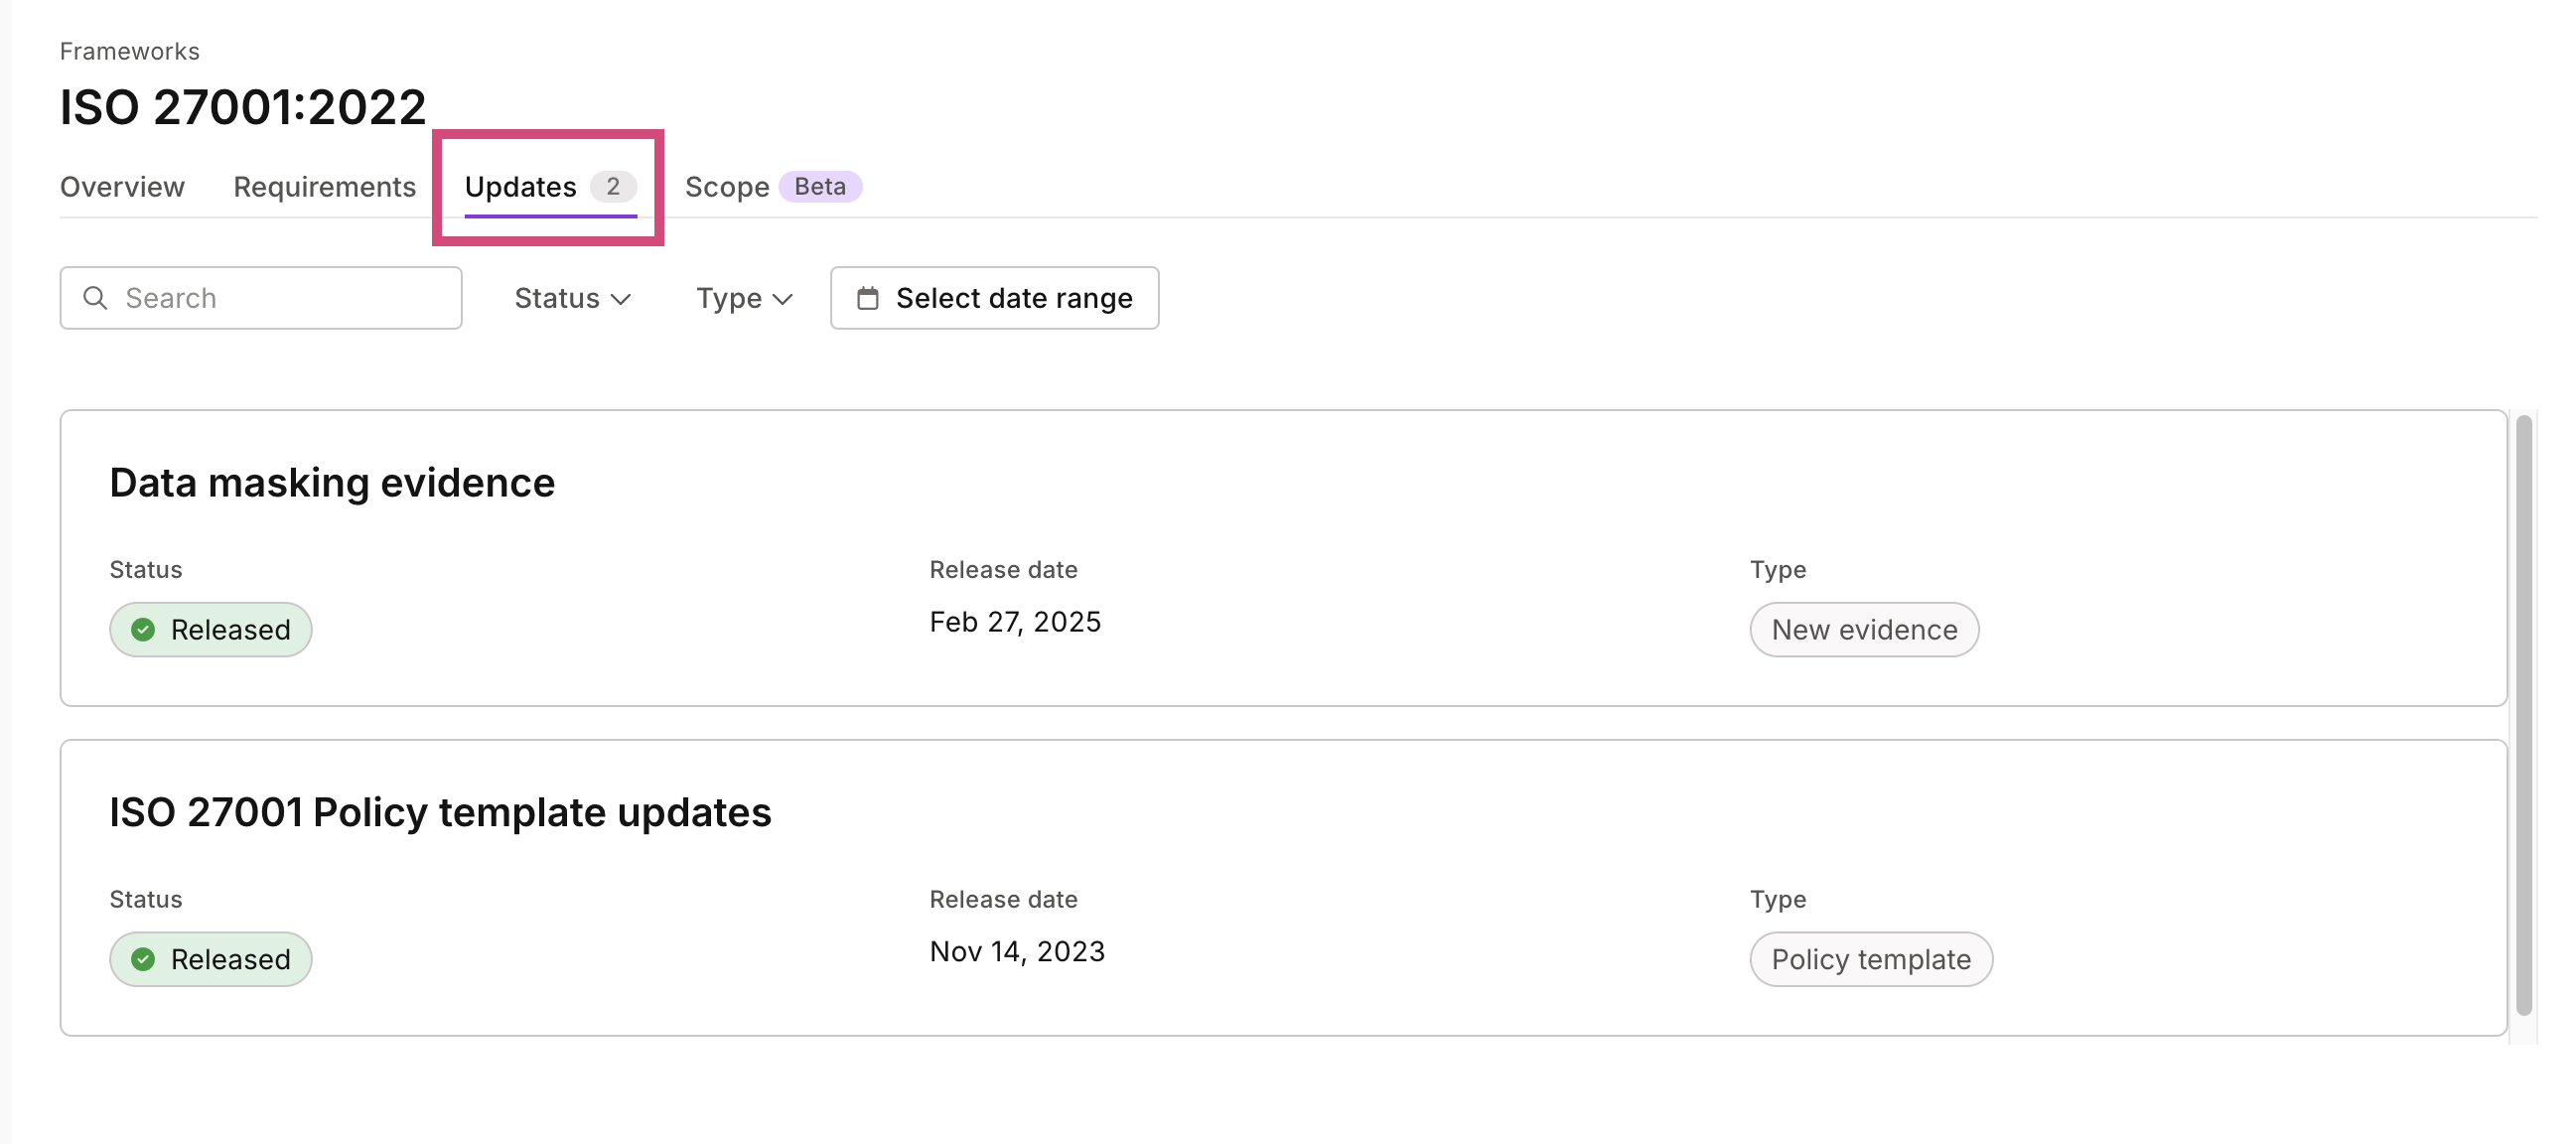 Frameworks
ISO 27001:2022
Overview Requirements Updates 2 Scope Beta
Search Status Type Select date range
Data masking evidence
Status Release date Type
Released Feb 27, 2025 New evidence
ISO 27001 Policy template updates
Status Release date Type
Released Nov 14, 2023 Policy template